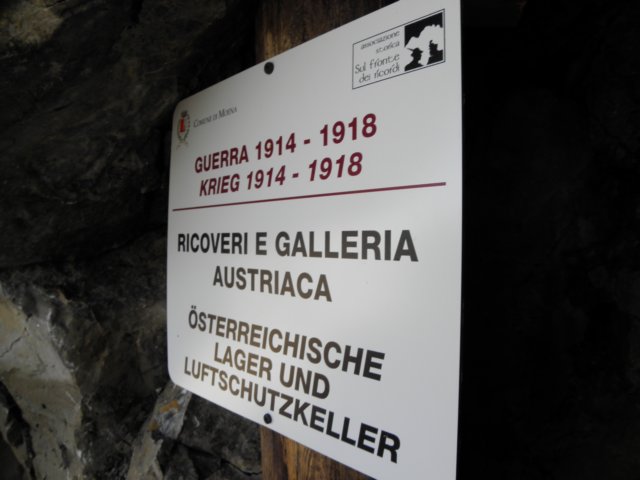 associazione
storica
Sul fronte
dei ricordi
COMUNE DI MOENA
GUERRA 1914 - 1918
KRIEG 1914 - 1918
RICOVERI E GALLERIA
AUSTRIACA
ÖSTERREICHISCHE
LAGER UND
LUFTSCHUTZKELLER